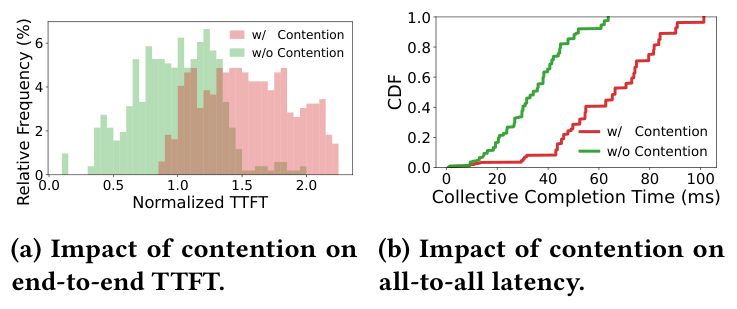 Relative Frequency (%)
6
4
2
0
w/ Contention
w/o Contention
0.0 0.5 1.0 1.5 2.0
Normalized TTFT
CDF
1.0
0.8
0.6
0.4
0.2
0.0
w/ Contention
w/o Contention
0 20 40 60 80 100
Collective Completion Time (ms)
(a) Impact of contention on
end-to-end TTFT.
(b) Impact of contention on
all-to-all latency.